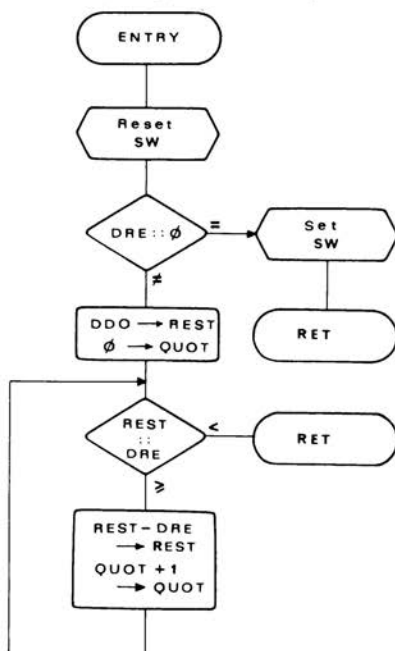 ENTRY
Reset
SW
DRE :: Ø
=
Set
SW
≠
RET
DDO → REST
Ø → QUOT
REST
::
DRE
<
RET
≥
REST – DRE
→ REST
QUOT + 1
→ QUOT